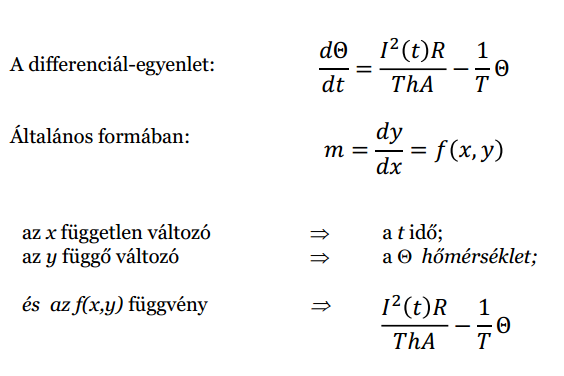 A differenciál-egyenlet: dΘ/dt = I²(t)R/ThA − 1/T Θ
Általános formában: m = dy/dx = f(x,y)
az x független változó ⇒ a t idő;
az y függő változó ⇒ a Θ hőmérséklet;
és az f(x,y) függvény ⇒ I²(t)R/ThA − 1/T Θ